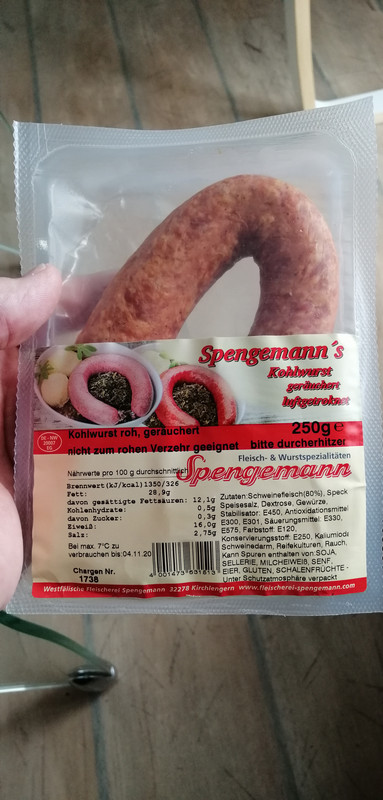 Spengemann´s
Kohlwurst
geräuchert
luftgetroknet
250g e
Kohlwurst roh, geräuchert
nicht zum rohen Verzehr geeignet bitte durcherhitzen
Fleisch- & Wurstspezialitäten
Spengemann
DE - NW
EG
Nährwerte pro 100 g durchschnittlich
Brennwert(kJ/kcal)1350/326
Fett: 28,9g
davon gesättigte Fettsäuren: 12,1g
Kohlenhydrate: 0,5g
davon Zucker: 0,3g
Eiweiß: 16,0g
Salz: 2,75g
Bei max. 7°C zu
verbrauchen bis:04.11.20
Chargen Nr.
1738
Zutaten:Schweinefleisch(80%), Speck
Speisesalz, Dextrose, Gewürze,
Stabilisator: E450, Antioxidationsmittel
E300, E301, Säuerungsmittel: E330,
E575, Farbstoff: E120,
Konservierungsstoff: E250, Kaliumiodat
Schweinedarm, Reifekulturen, Rauch,
Kann Spuren enthalten von:SOJA,
SELLERIE, MILCHEIWEIß, SENF,
EIER, GLUTEN, SCHALENFRÜCHTE -
Unter Schutzatmosphäre verpackt
Westfälische Fleischerei Spengemann 32278 Kirchlengern www.fleischerei-spengemann.com